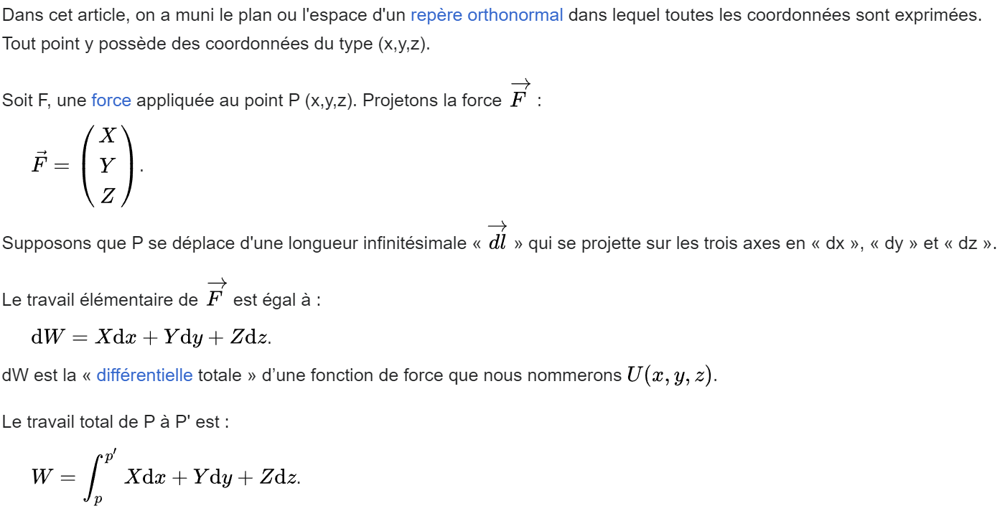 Dans cet article, on a muni le plan ou l'espace d'un repère orthonormal dans lequel toutes les coordonnées sont exprimées.
Tout point y possède des coordonnées du type (x,y,z).
Soit F, une force appliquée au point P (x,y,z). Projetons la force $\overrightarrow{F}$ :
$\vec{F} = \begin{pmatrix} X \\ Y \\ Z \end{pmatrix}$.
Supposons que P se déplace d'une longueur infinitésimale « $\overrightarrow{dl}$ » qui se projette sur les trois axes en « dx », « dy » et « dz ».
Le travail élémentaire de $\overrightarrow{F}$ est égal à :
$\mathrm{d}W = X\mathrm{d}x + Y\mathrm{d}y + Z\mathrm{d}z.$
dW est la « différentielle totale » d’une fonction de force que nous nommerons $U(x, y, z)$.
Le travail total de P à P' est :
$W = \int_{p}^{p'} X\mathrm{d}x + Y\mathrm{d}y + Z\mathrm{d}z.$